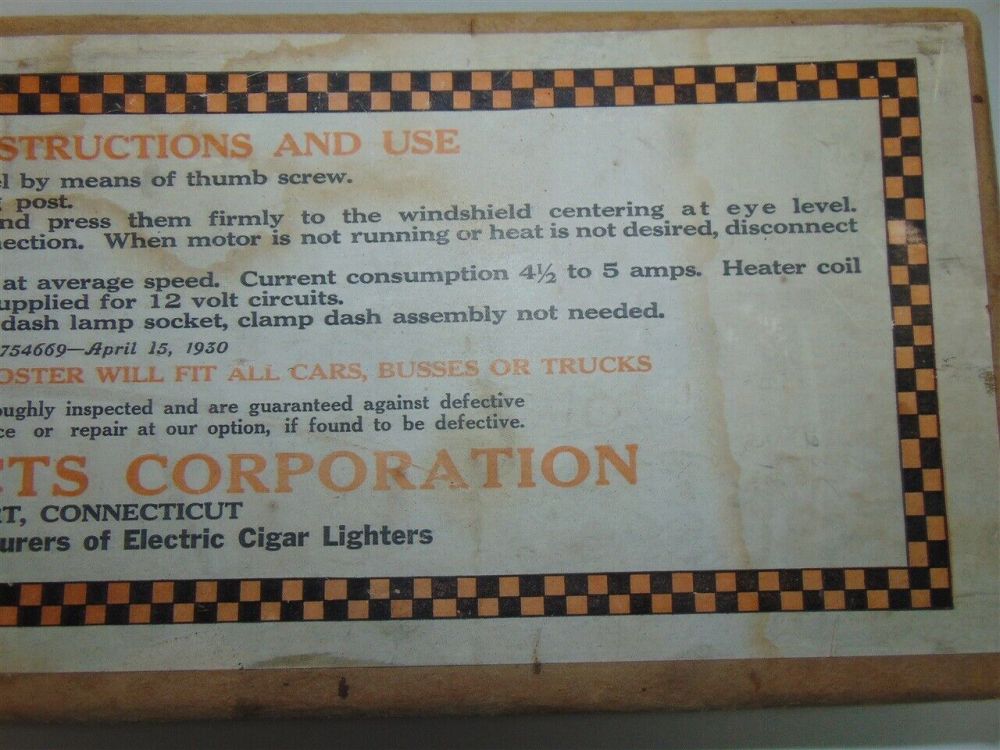 STRUCTIONS AND USE
el by means of thumb screw.
g post.
nd press them firmly to the windshield centering at eye level.
nection. When motor is not running or heat is not desired, disconnect
at average speed. Current consumption 4½ to 5 amps. Heater coil
upplied for 12 volt circuits.
dash lamp socket, clamp dash assembly not needed.
754669—April 15, 1930
OSTER WILL FIT ALL CARS, BUSSES OR TRUCKS
oughly inspected and are guaranteed against defective
ce or repair at our option, if found to be defective.
CTS CORPORATION
RT, CONNECTICUT
urers of Electric Cigar Lighters